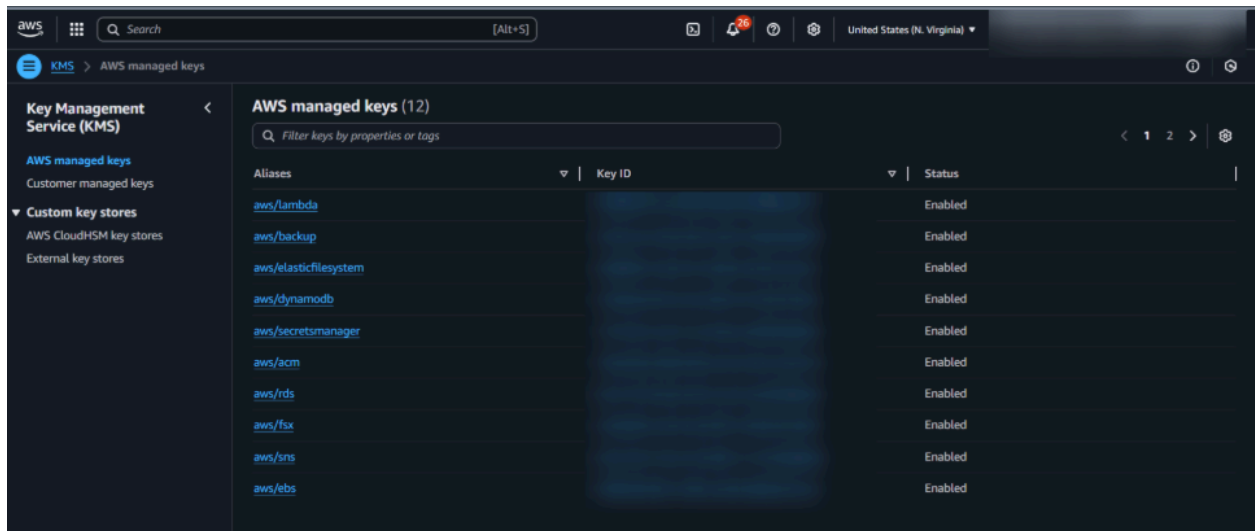 aws Search [Alt+S] 26 United States (N. Virginia)
KMS > AWS managed keys
Key Management
Service (KMS)
AWS managed keys
Customer managed keys
Custom key stores
AWS CloudHSM key stores
External key stores
AWS managed keys (12)
Filter keys by properties or tags
1 2
Aliases Key ID Status
aws/lambda Enabled
aws/backup Enabled
aws/elasticfilesystem Enabled
aws/dynamodb Enabled
aws/secretsmanager Enabled
aws/acm Enabled
aws/rds Enabled
aws/fsx Enabled
aws/sns Enabled
aws/ebs Enabled